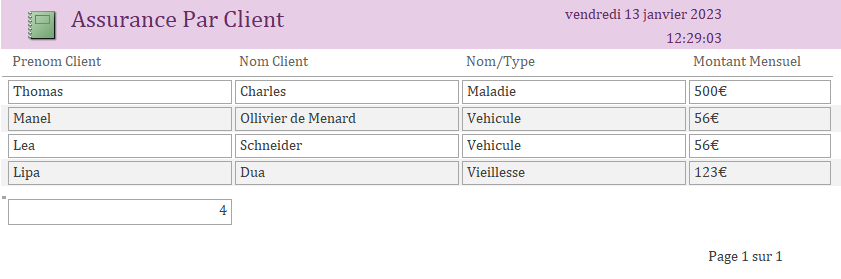 Assurance Par Client
vendredi 13 janvier 2023
12:29:03
Prenom Client Nom Client Nom/Type Montant Mensuel
Thomas Charles Maladie 500€
Manel Ollivier de Menard Vehicule 56€
Lea Schneider Vehicule 56€
Lipa Dua Vieillesse 123€
4
Page 1 sur 1